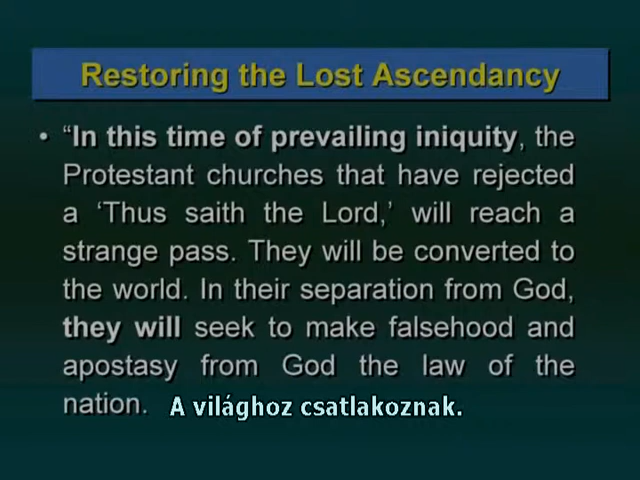 Restoring the Lost Ascendancy
• “In this time of prevailing iniquity, the
Protestant churches that have rejected
a ‘Thus saith the Lord,’ will reach a
strange pass. They will be converted to
the world. In their separation from God,
they will seek to make falsehood and
apostasy from God the law of the
nation.
A világhoz csatlakoznak.